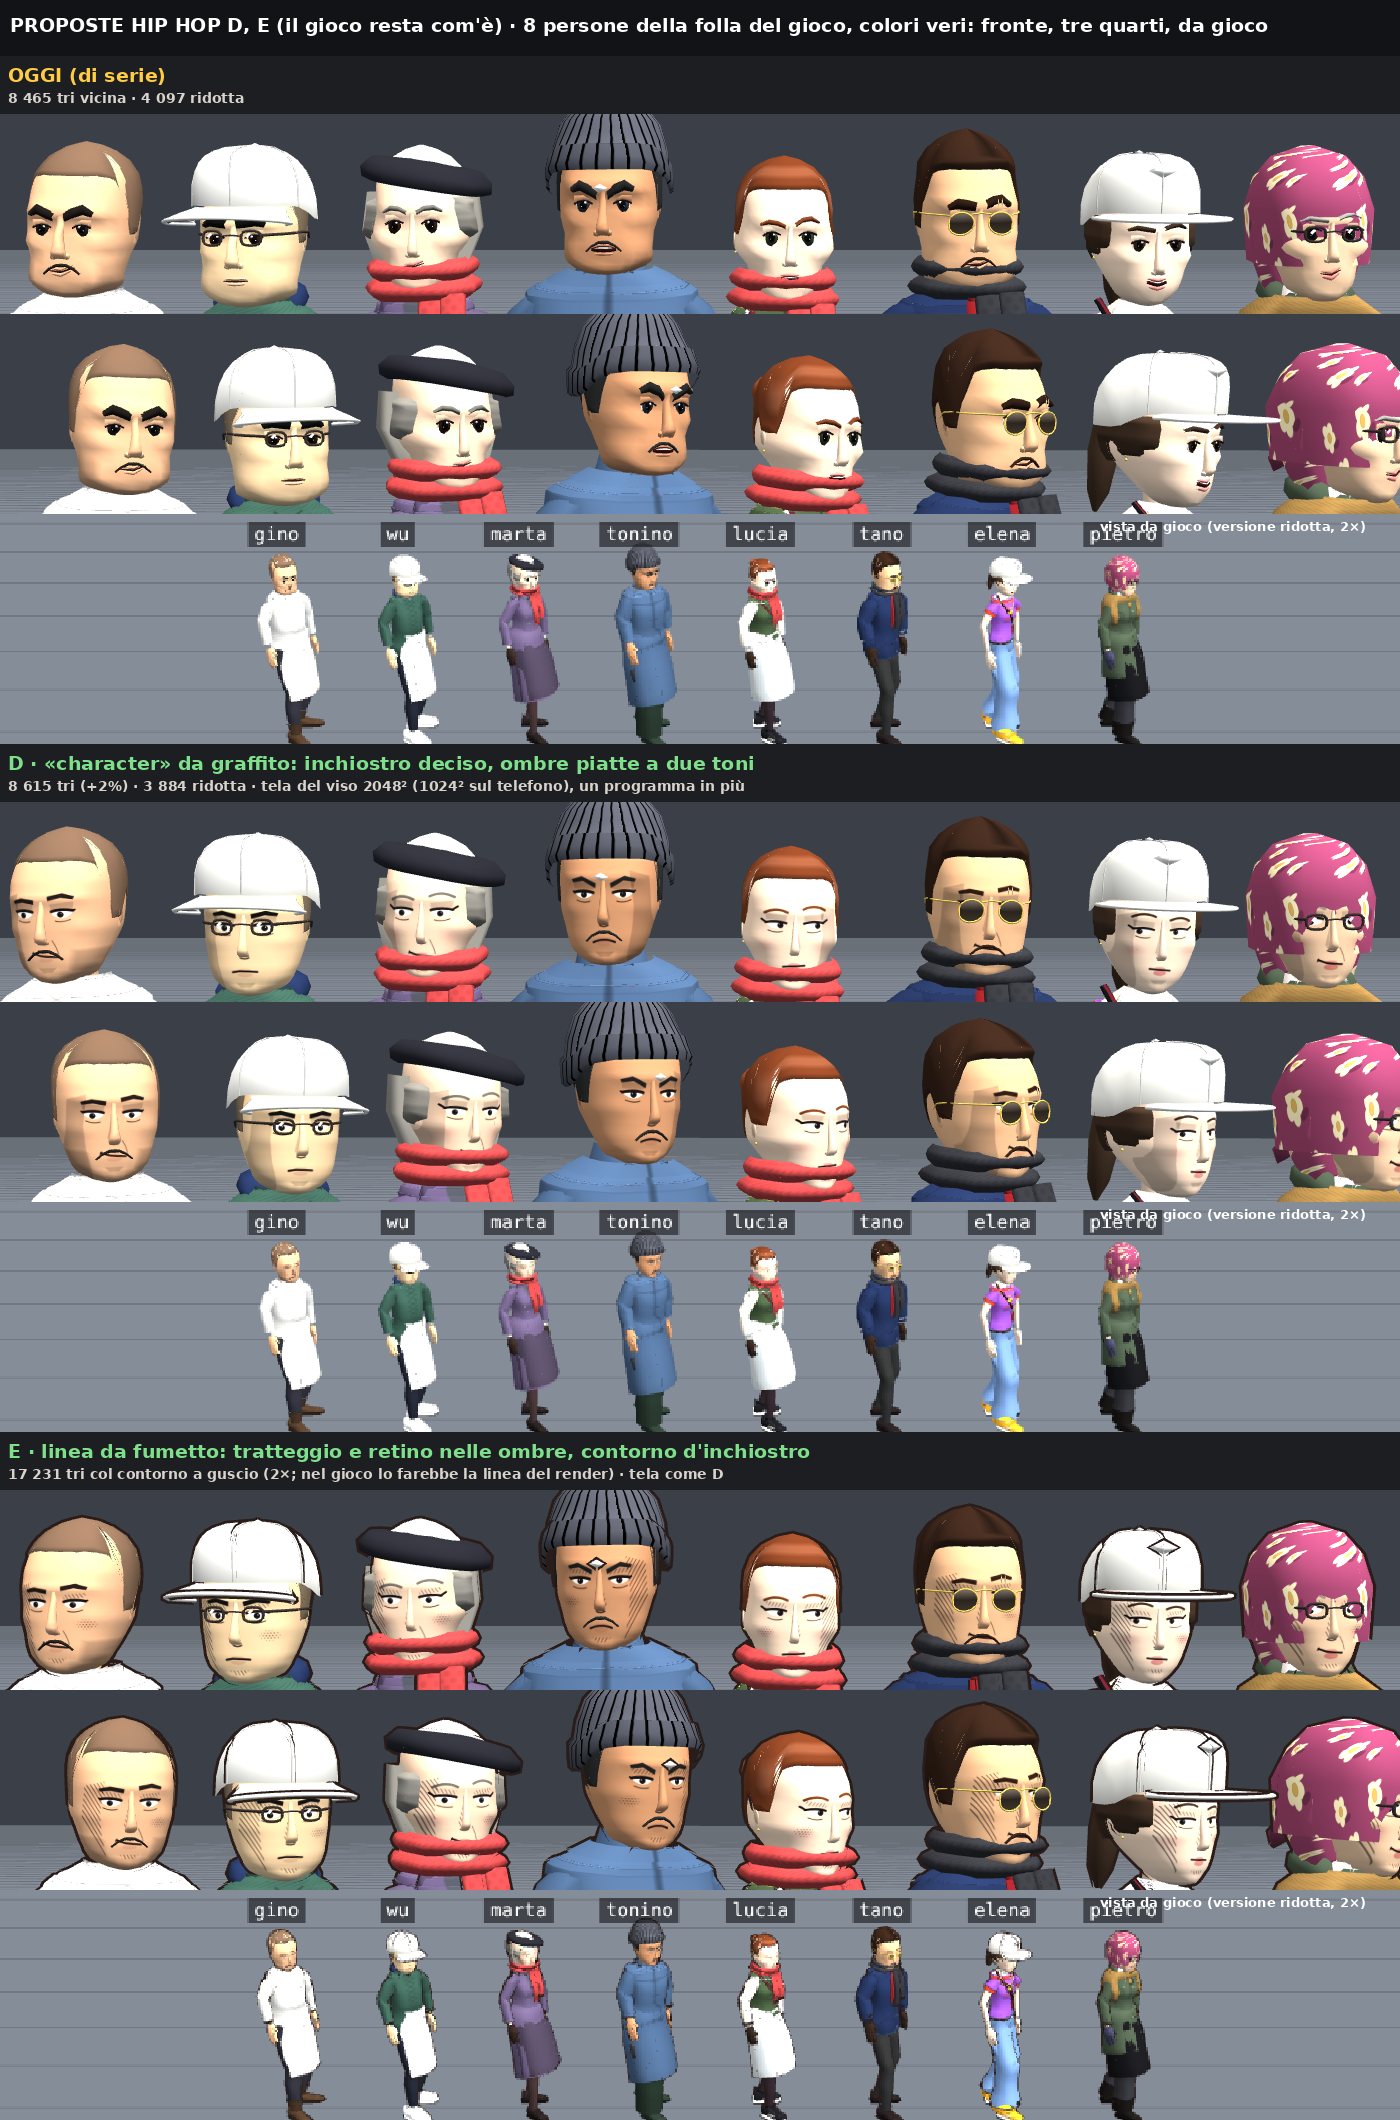 PROPOSTE HIP HOP D, E (il gioco resta com'è) · 8 persone della folla del gioco, colori veri: fronte, tre quarti, da gioco
OGGI (di serie)
8 465 tri vicina · 4 097 ridotta
gino wu marta tonino lucia tano elena pietro
vista da gioco (versione ridotta, 2×)
D · «character» da graffito: inchiostro deciso, ombre piatte a due toni
8 615 tri (+2%) · 3 884 ridotta · tela del viso 2048² (1024² sul telefono), un programma in più
gino wu marta tonino lucia tano elena pietro
vista da gioco (versione ridotta, 2×)
E · linea da fumetto: tratteggio e retino nelle ombre, contorno d'inchiostro
17 231 tri col contorno a guscio (2×; nel gioco lo farebbe la linea del render) · tela come D
gino wu marta tonino lucia tano elena pietro
vista da gioco (versione ridotta, 2×)